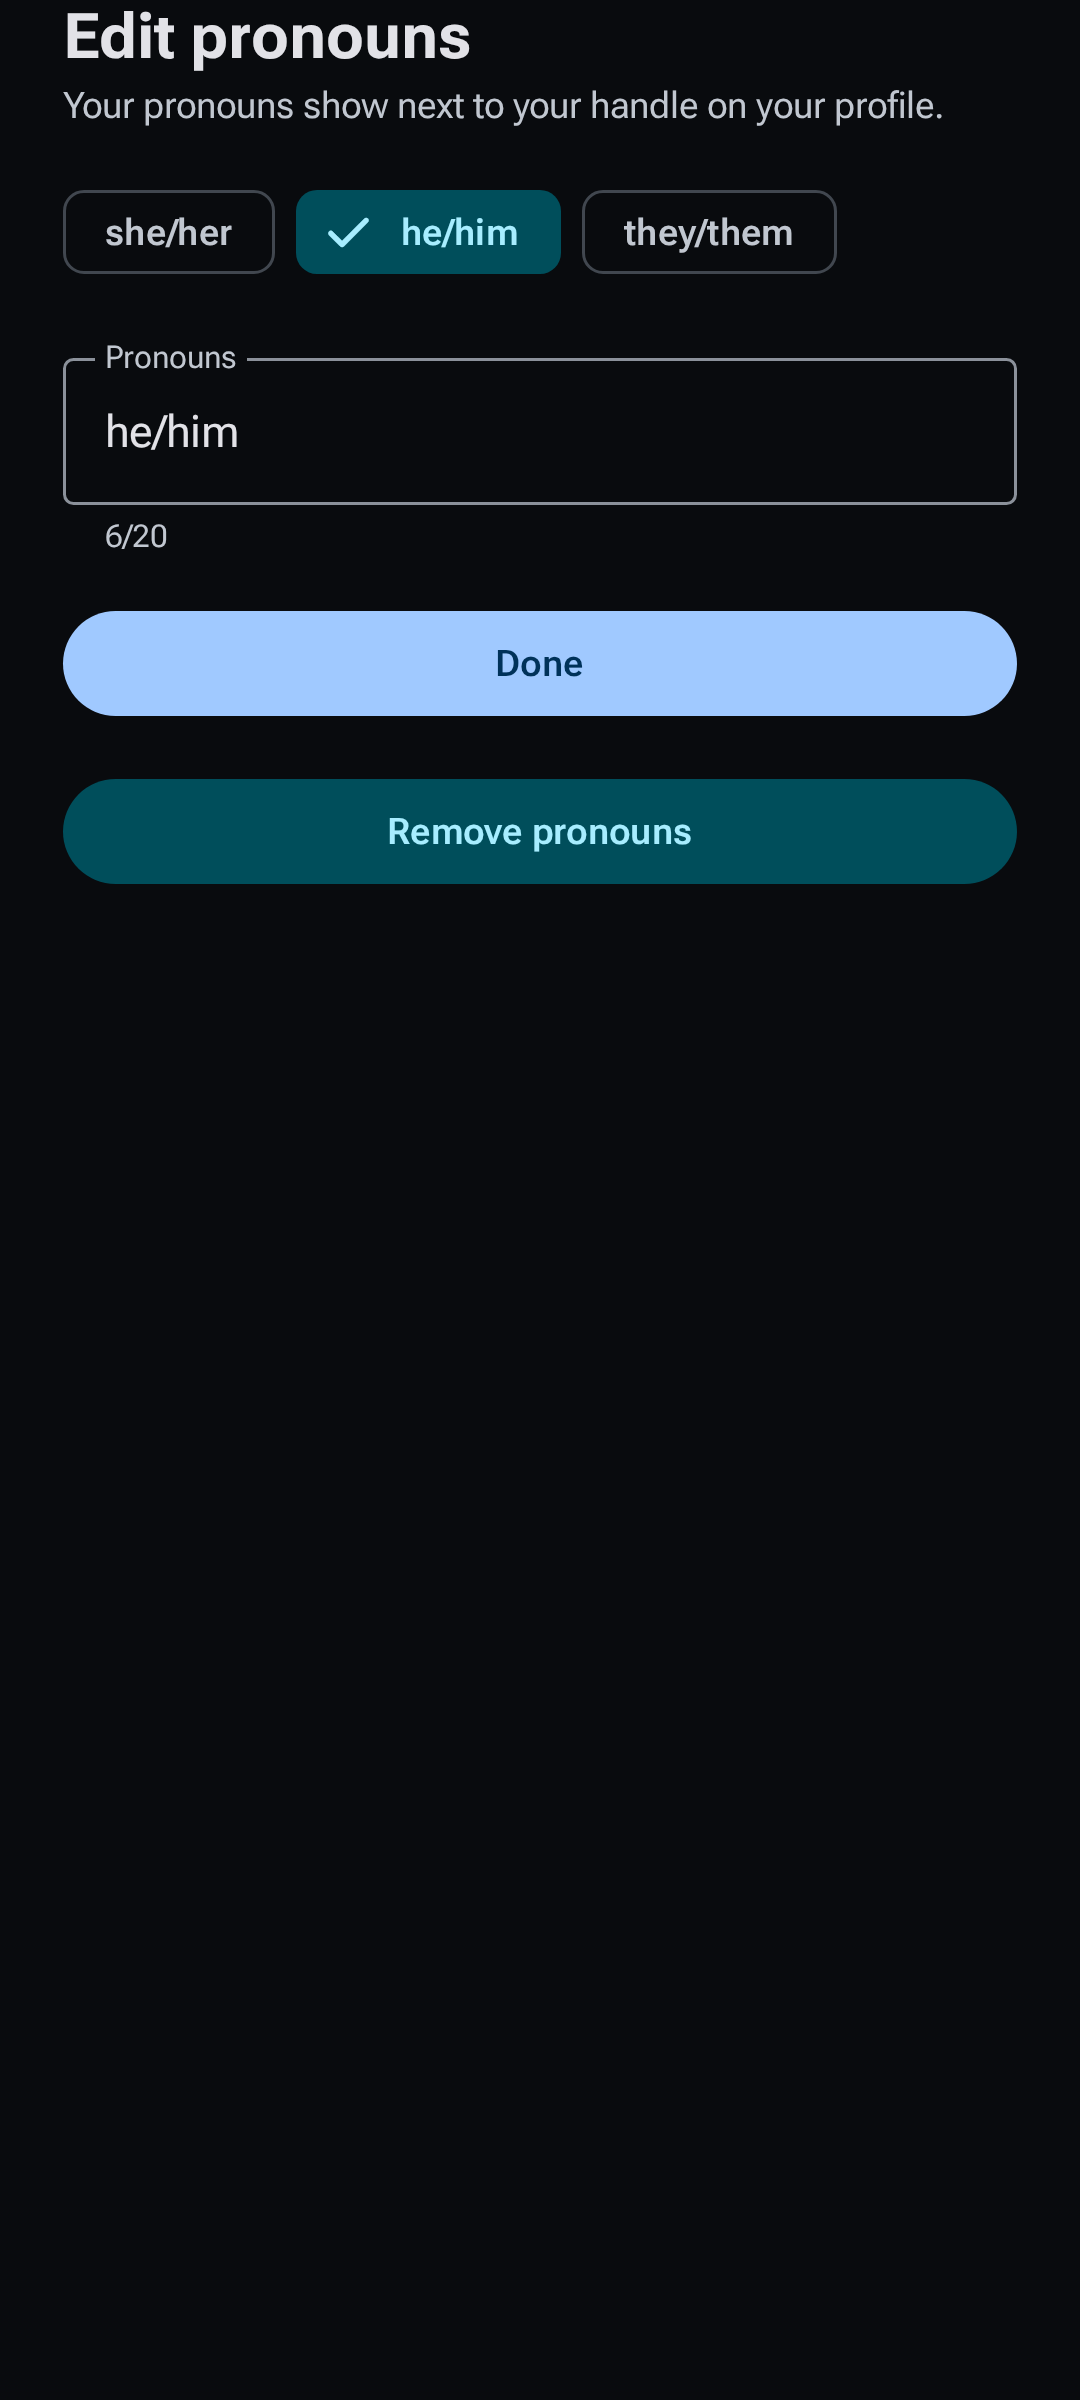 Edit pronouns
Your pronouns show next to your handle on your profile.
she/her he/him they/them
Pronouns
he/him
6/20
Done
Remove pronouns